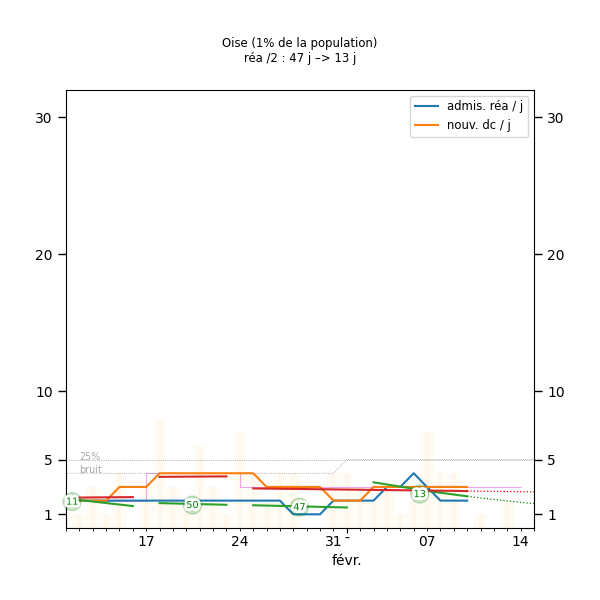 Oise (1% de la population)
réa /2 : 47 j –> 13 j
admis. réa / j
nouv. dc / j
30 30
20 20
10 10
5 5
1 1
25%
bruit
11 50 47 13
17 24 31 07 14
févr.